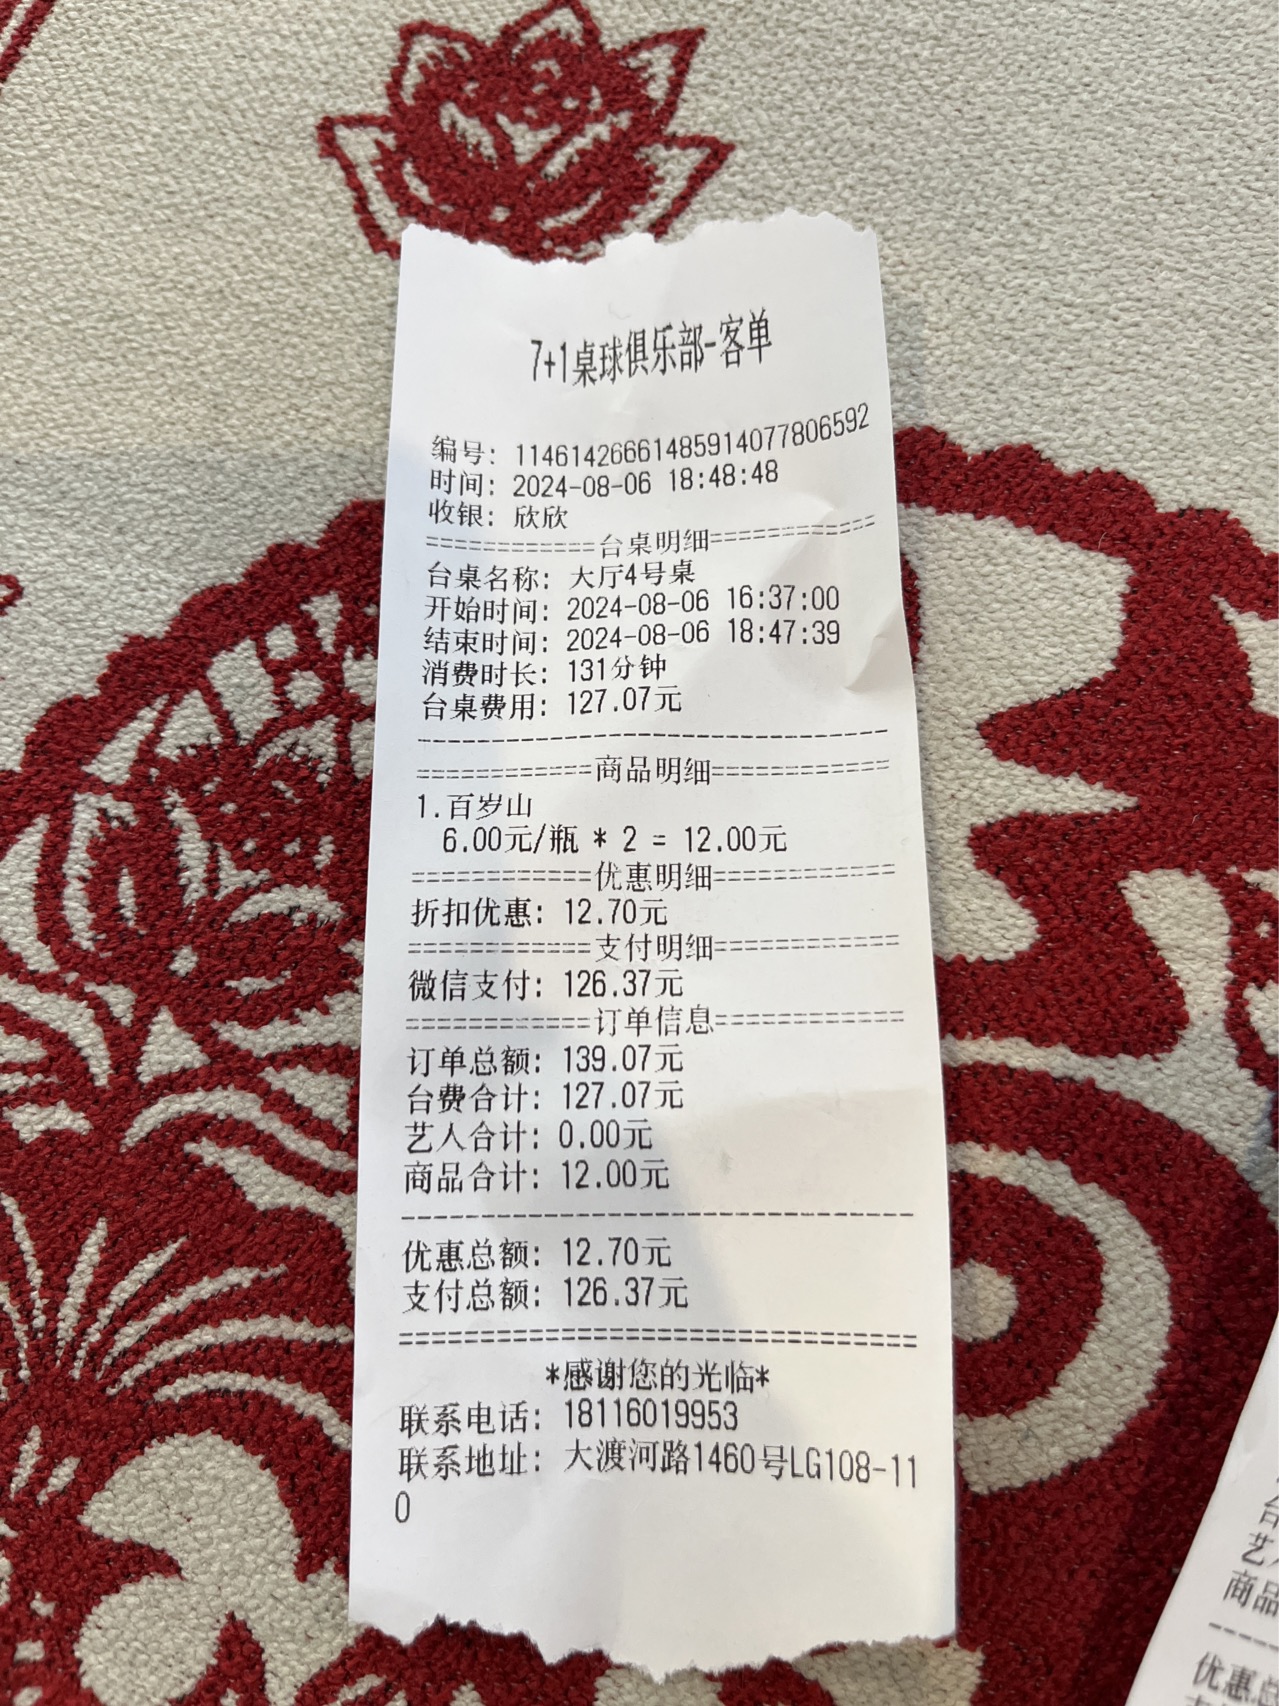 7+1桌球俱乐部-客单
编号: 1146142666148591407780​6592
时间: 2024-08-06 18:48:48
收银: 欣欣
============台桌明细============
台桌名称: 大厅4号桌
开始时间: 2024-08-06 16:37:00
结束时间: 2024-08-06 18:47:39
消费时长: 131分钟
台桌费用: 127.07元
--------------------------------
============商品明细============
1.百岁山
6.00元/瓶 * 2 = 12.00元
============优惠明细============
折扣优惠: 12.70元
============支付明细============
微信支付: 126.37元
============订单信息============
订单总额: 139.07元
台费合计: 127.07元
艺人合计: 0.00元
商品合计: 12.00元
--------------------------------
优惠总额: 12.70元
支付总额: 126.37元
================================
*感谢您的光临*
联系电话: 18116019953
联系地址: 大渡河路1460号LG108-11
0
艺
商品
优惠